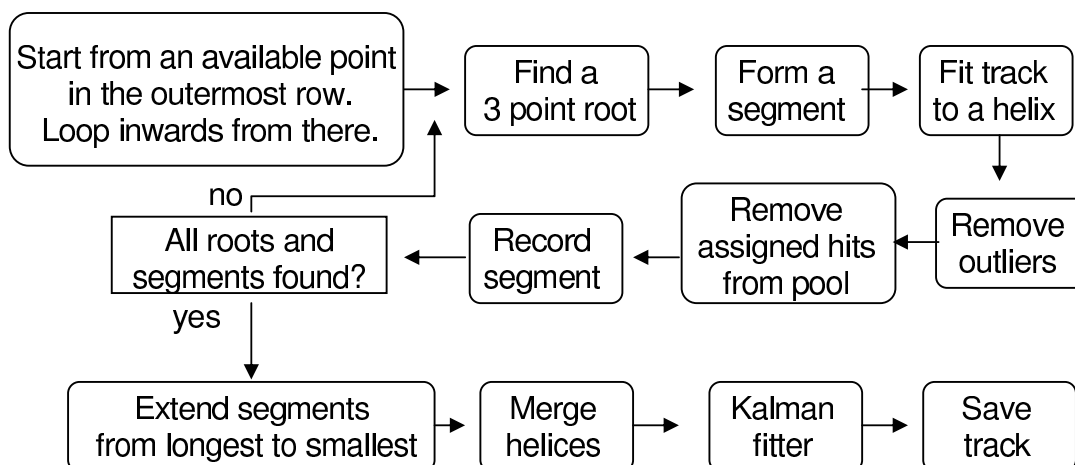 Start from an available point
in the outermost row.
Loop inwards from there.
Find a
3 point root
Form a
segment
Fit track
to a helix
Remove
outliers
Remove
assigned hits
from pool
Record
segment
All roots and
segments found?
no
yes
Extend segments
from longest to smallest
Merge
helices
Kalman
fitter
Save
track